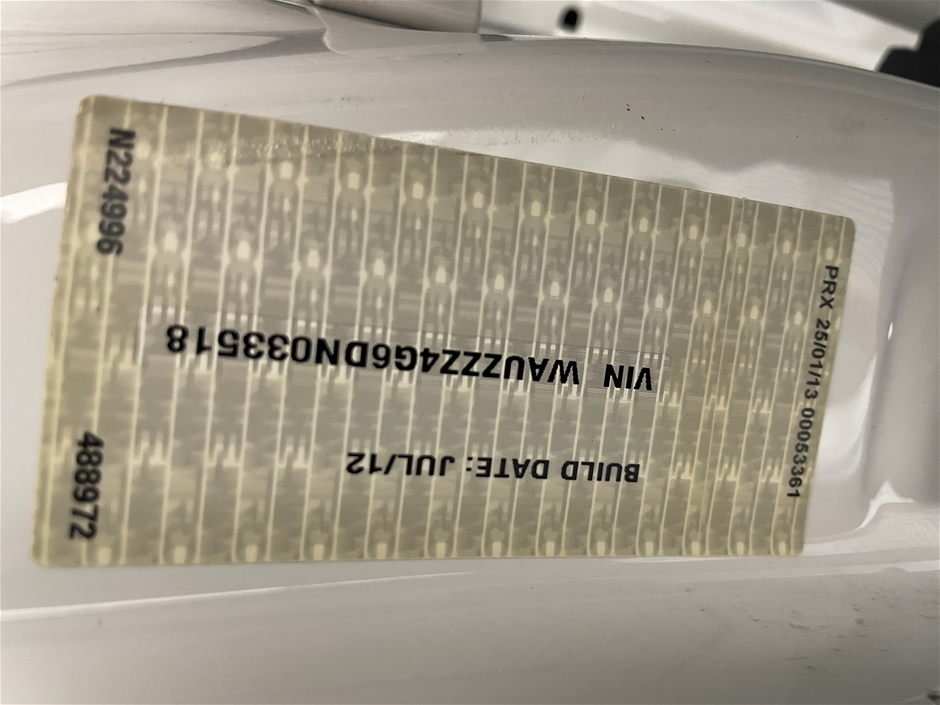 VIN WAUZZZ4G6DN033518
BUILD DATE: JUL/12
N224996
488972
PRX 25/01/13 00053361